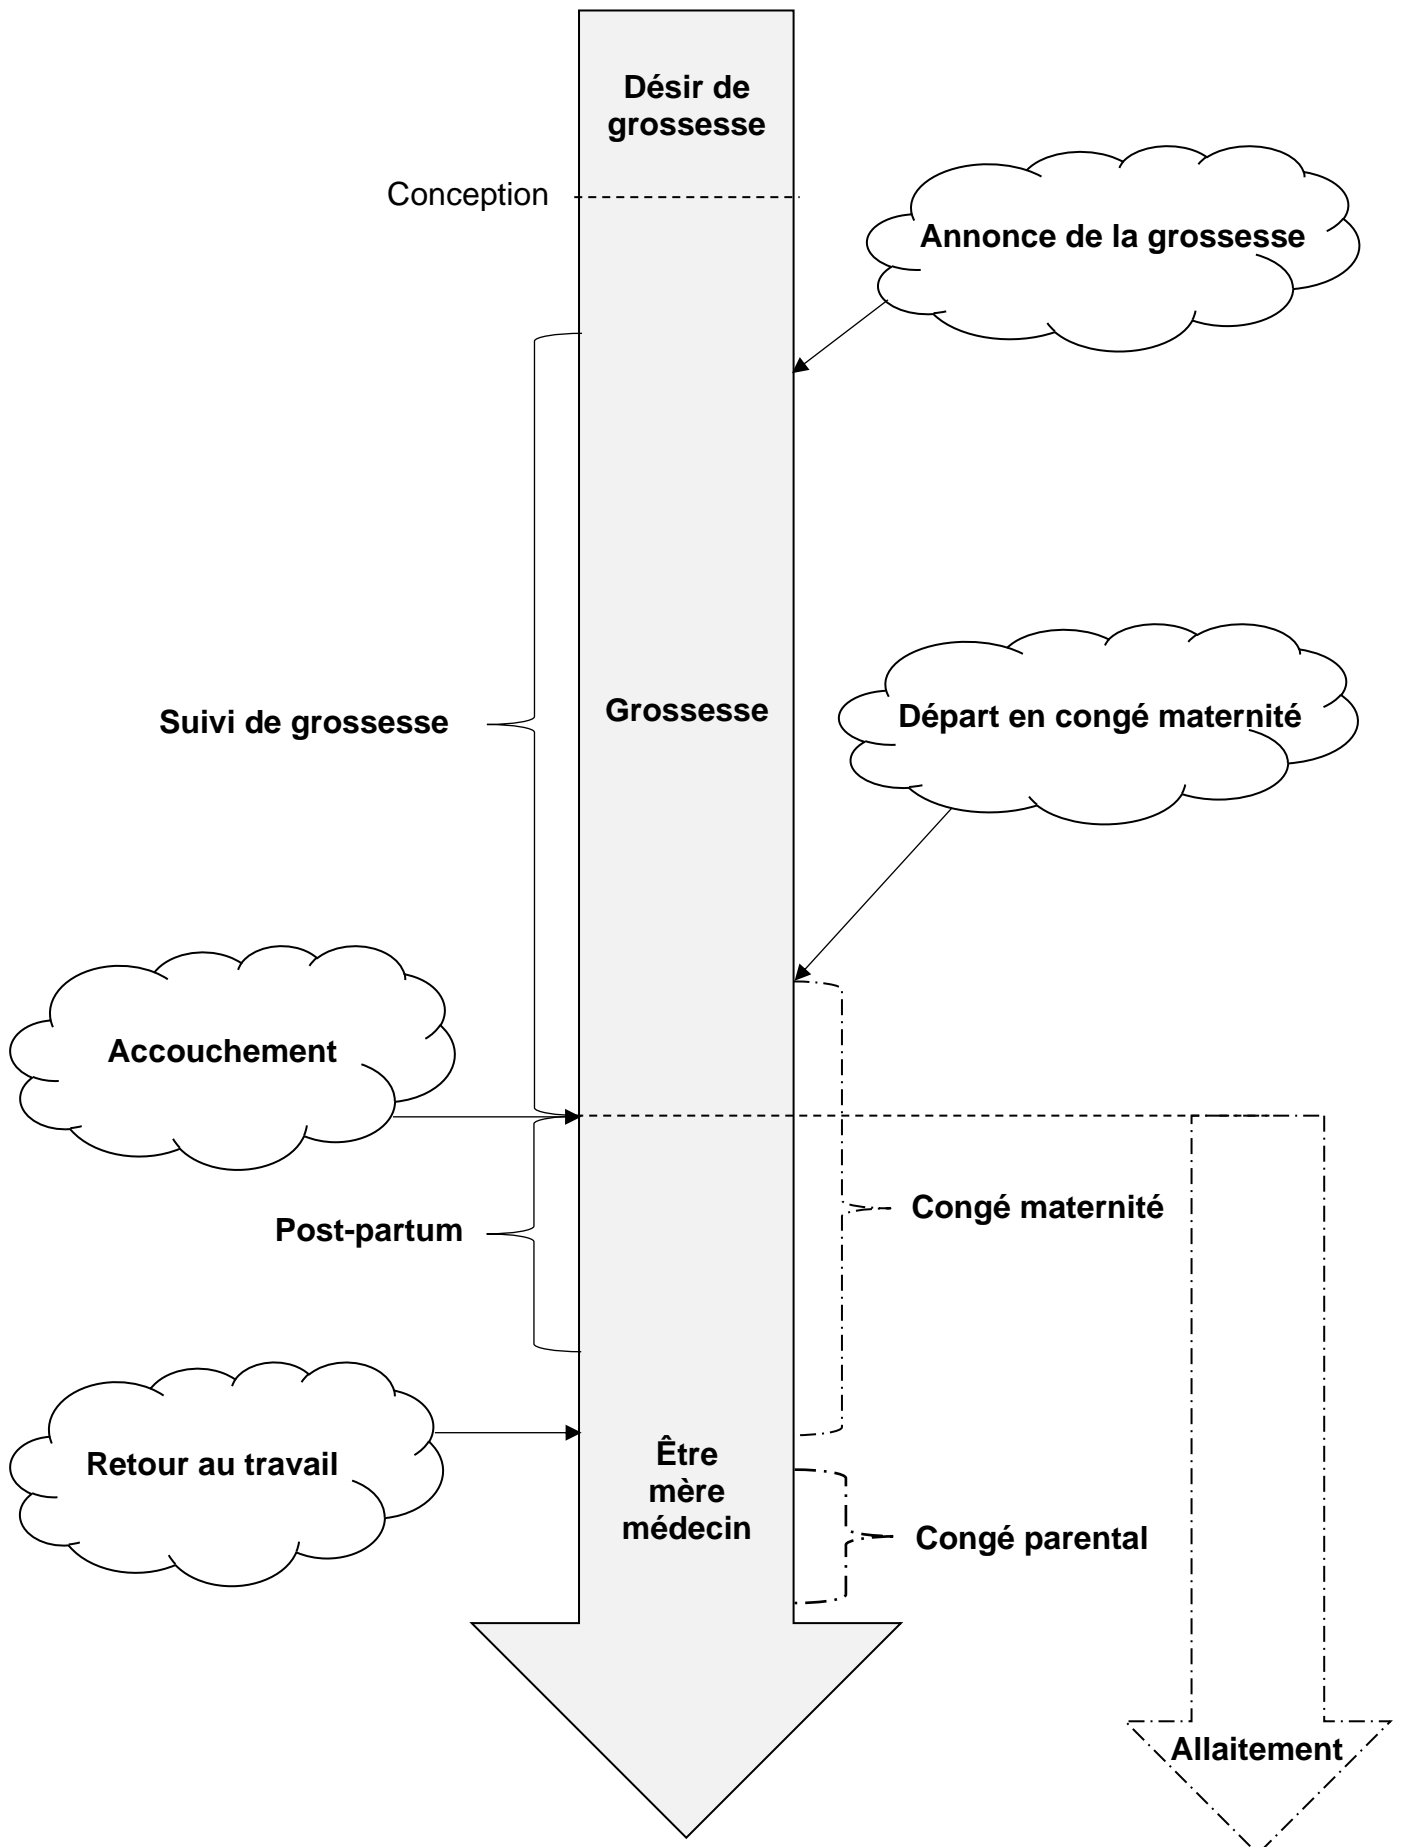 Désir de
grossesse
Conception
Annonce de la grossesse
Suivi de grossesse
Grossesse
Départ en congé maternité
Accouchement
Congé maternité
Post-partum
Retour au travail
Être
mère
médecin
Congé parental
Allaitement